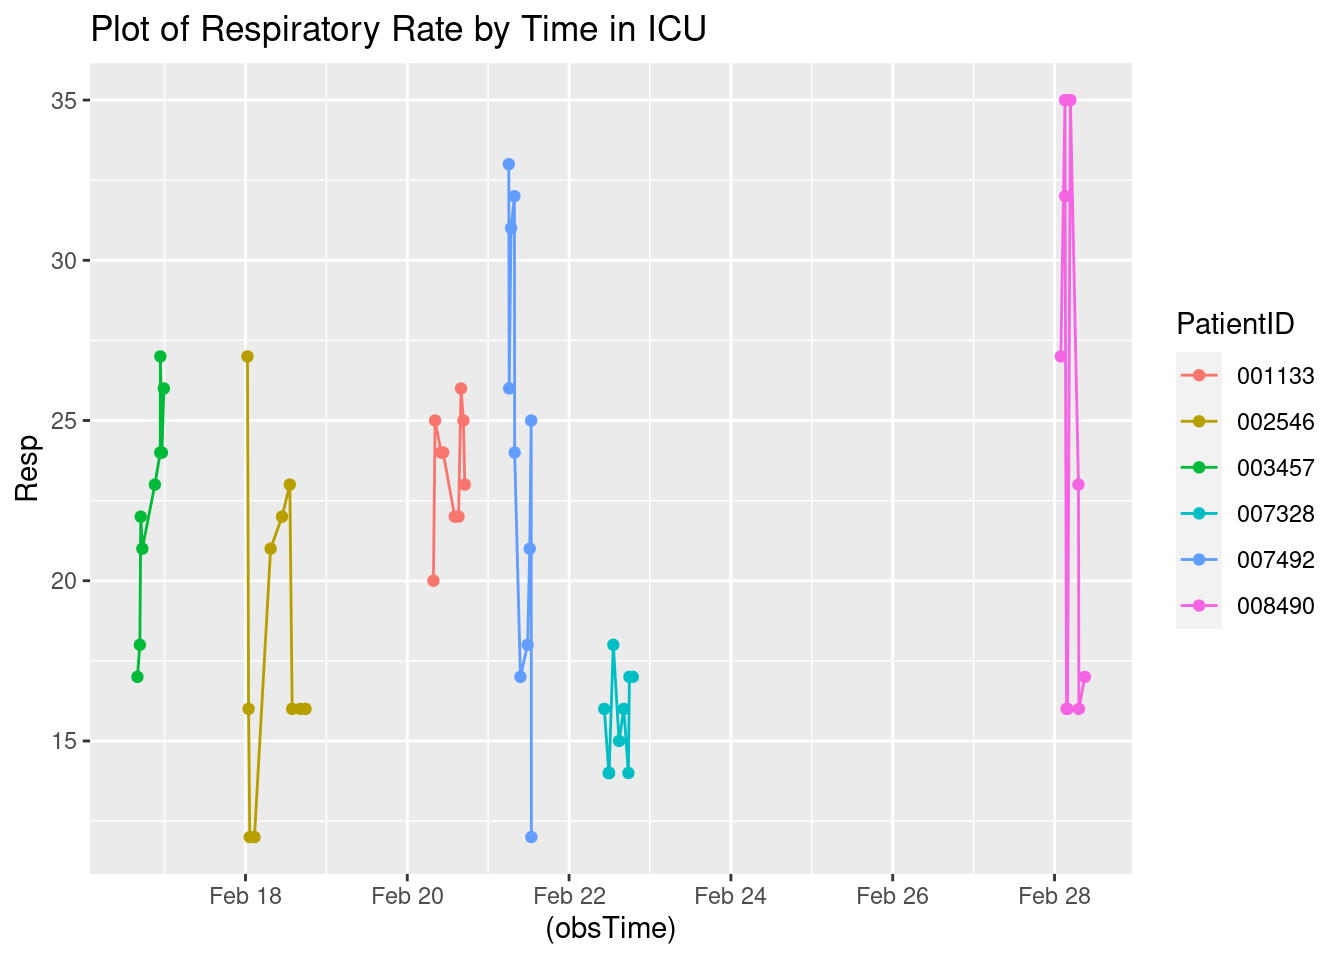 Plot of Respiratory Rate by Time in ICU
35
30
25
20
15
Resp
Feb 18 Feb 20 Feb 22 Feb 24 Feb 26 Feb 28
(obsTime)
PatientID
001133
002546
003457
007328
007492
008490